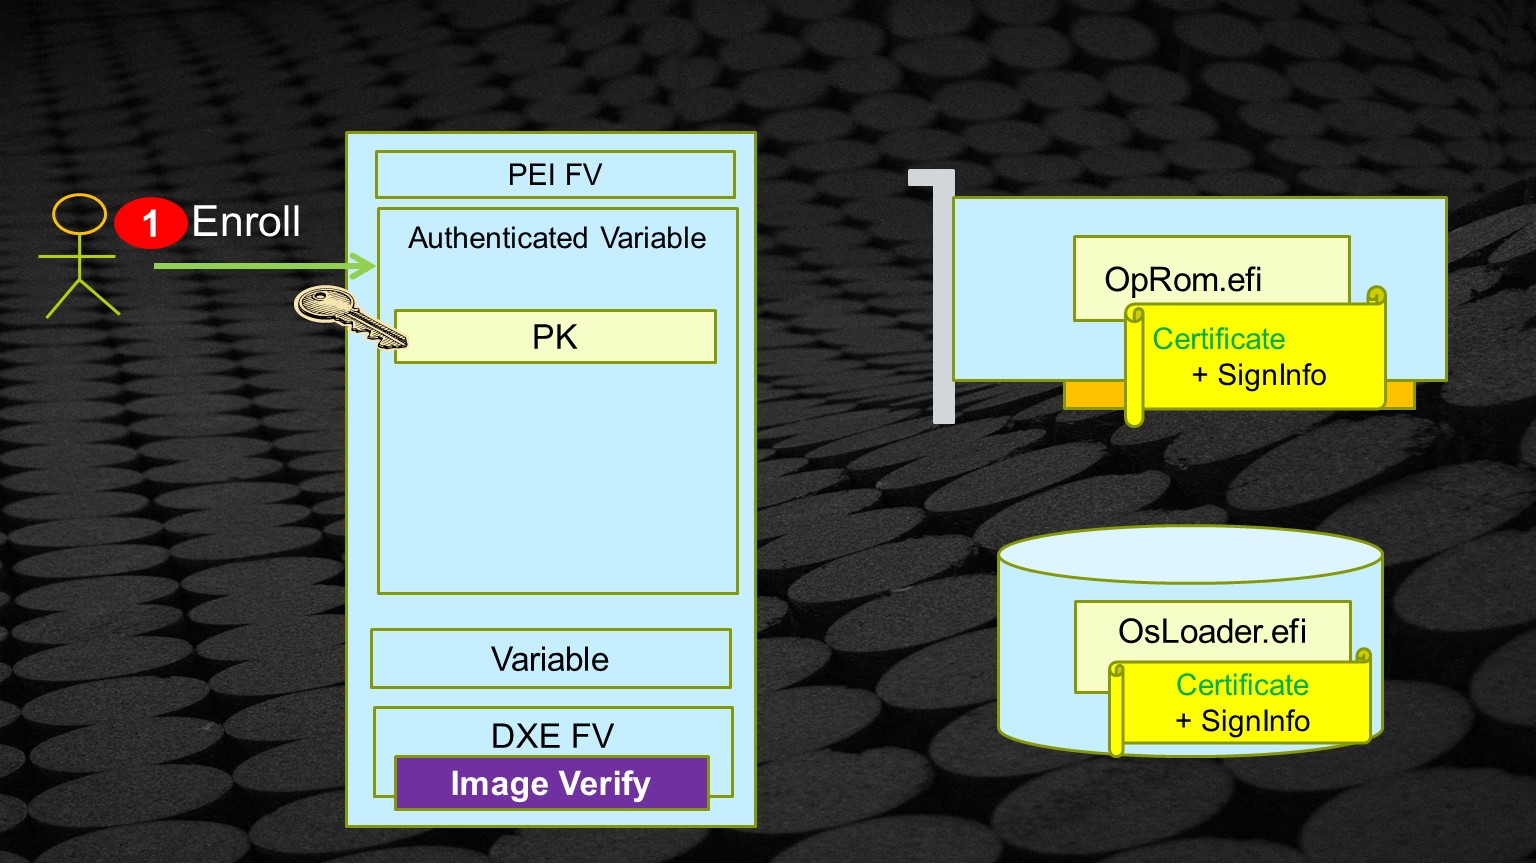 1 Enroll
PEI FV
Authenticated Variable
PK
Variable
DXE FV
Image Verify
OpRom.efi
Certificate
+ SignInfo
OsLoader.efi
Certificate
+ SignInfo